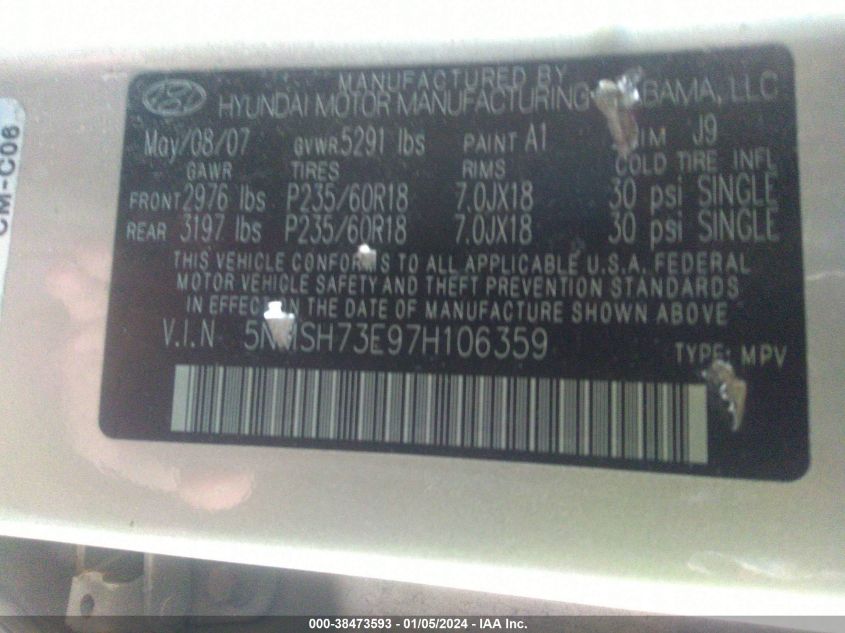 MANUFACTURED BY
HYUNDAI MOTOR MANUFACTURING BAMA, LLC
May/08/07 GVWR 5291 lbs PAINT A1 J9
GAWR TIRES RIMS COLD TIRE INFL
FRONT 2976 lbs P235/60R18 7.0JX18 30 psi SINGLE
REAR 3197 lbs P235/60R18 7.0JX18 30 psi SINGLE
THIS VEHICLE CONFORMS TO ALL APPLICABLE U.S.A. FEDERAL
MOTOR VEHICLE SAFETY AND THEFT PREVENTION STANDARDS
IN EFFECT ON THE DATE OF MANUFACTURE SHOWN ABOVE
V.I.N 5NMSH73E97H106359
TYPE: MPV
CM-C06
000-38473593 - 01/05/2024 - IAA Inc.